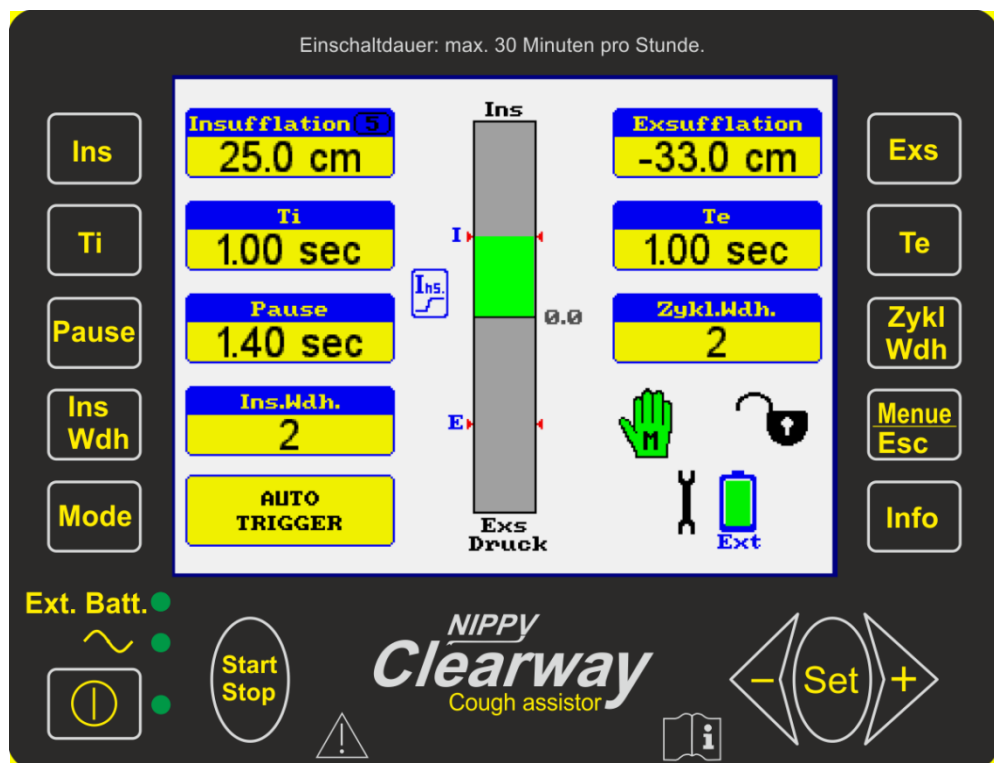 Einschaltdauer: max. 30 Minuten pro Stunde.
Ins
Ti
Pause
Ins
Wdh
Mode
Insufflation 5
25.0 cm
Ti
1.00 sec
Pause
1.40 sec
Ins.Wdh.
2
AUTO
TRIGGER
Ins
I
Ins.
0.0
E
Exs
Druck
Exsufflation
-33.0 cm
Te
1.00 sec
Zykl.Wdh.
2
M
Ext
Exs
Te
Zykl
Wdh
Menue
Esc
Info
Ext. Batt.
Start
Stop
NIPPY
Clearway
Cough assistor
i
- Set +